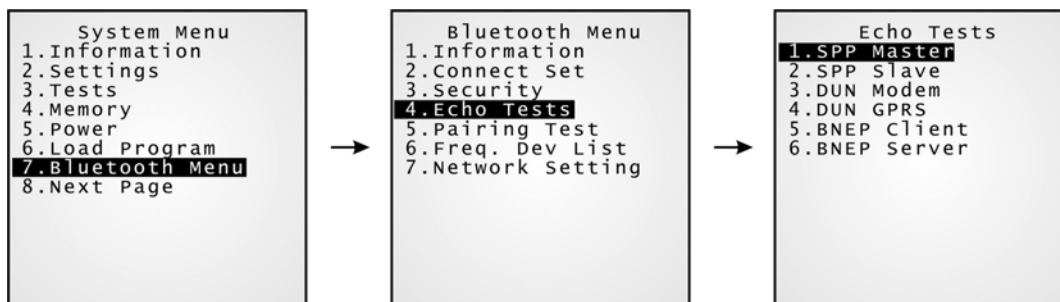 System Menu
1.Information
2.Settings
3.Tests
4.Memory
5.Power
6.Load Program
7.Bluetooth Menu
8.Next Page
Bluetooth Menu
1.Information
2.Connect Set
3.Security
4.Echo Tests
5.Pairing Test
6.Freq. Dev List
7.Network Setting
Echo Tests
1.SPP Master
2.SPP Slave
3.DUN Modem
4.DUN GPRS
5.BNEP Client
6.BNEP Server